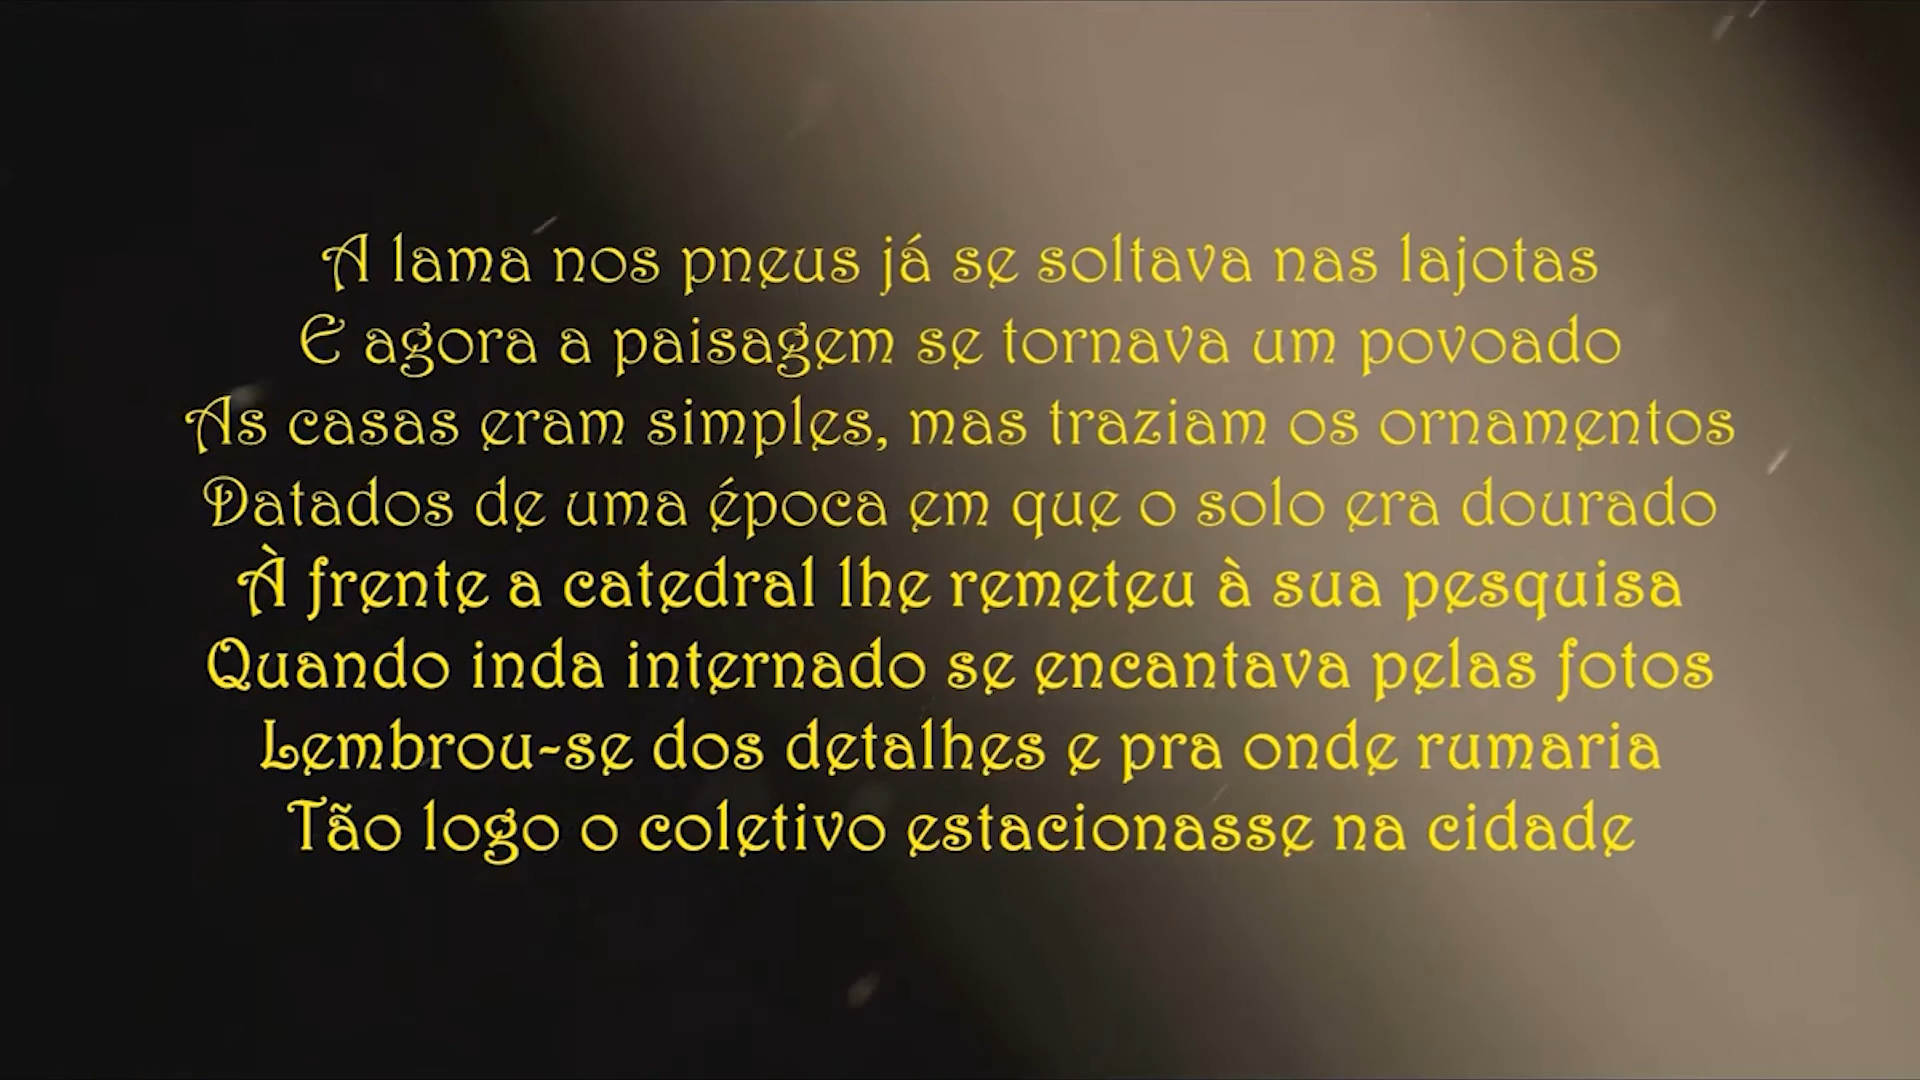 A lama nos pneus já se soltava nas lajotas
E agora a paisagem se tornava um povoado
As casas eram simples, mas traziam os ornamentos
Datados de uma época em que o solo era dourado
À frente a catedral lhe remeteu à sua pesquisa
Quando inda internado se encantava pelas fotos
Lembrou-se dos detalhes e pra onde rumaria
Tão logo o coletivo estacionasse na cidade